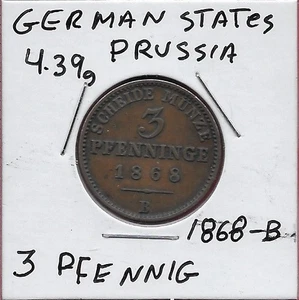 GERMAN STATES
PRUSSIA
4.39g
SCHEIDE MÜNZE
3
PFENNINGE
1868
B
1868-B
3 PFENNIG